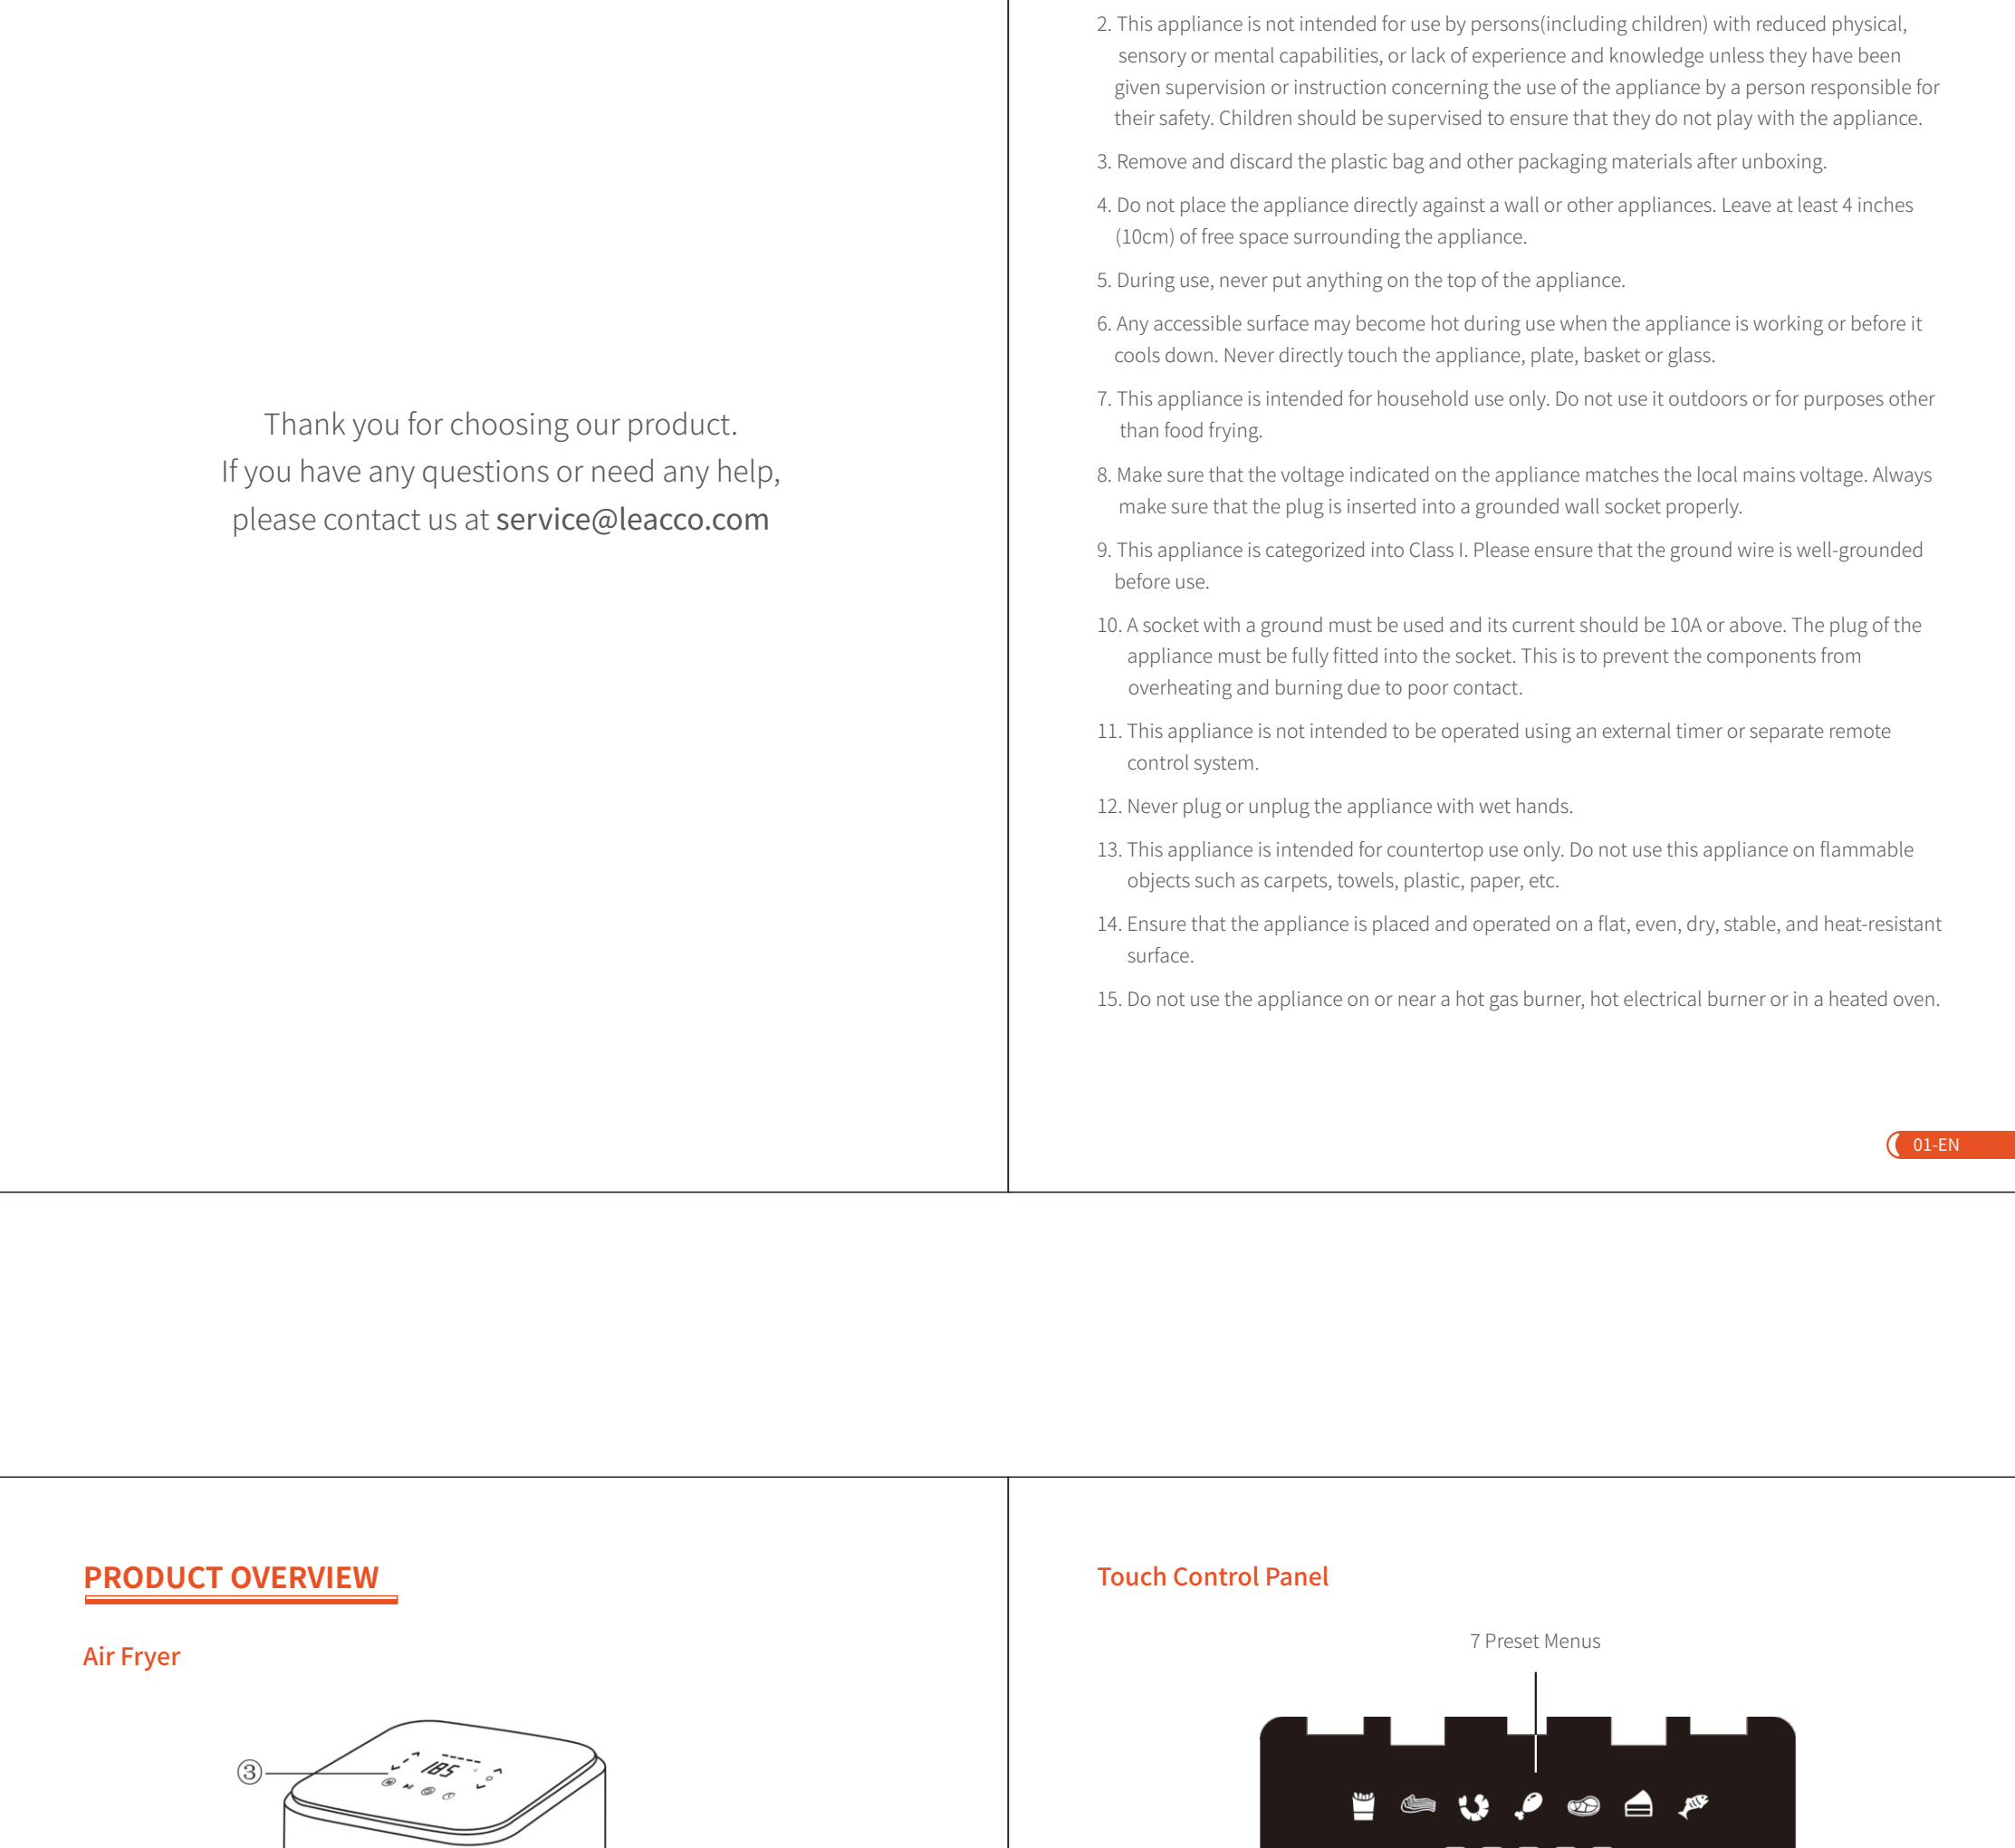 Thank you for choosing our product.
If you have any questions or need any help,
please contact us at service@leacco.com
2. This appliance is not intended for use by persons(including children) with reduced physical,
sensory or mental capabilities, or lack of experience and knowledge unless they have been
given supervision or instruction concerning the use of the appliance by a person responsible for
their safety. Children should be supervised to ensure that they do not play with the appliance.
3. Remove and discard the plastic bag and other packaging materials after unboxing.
4. Do not place the appliance directly against a wall or other appliances. Leave at least 4 inches
(10cm) of free space surrounding the appliance.
5. During use, never put anything on the top of the appliance.
6. Any accessible surface may become hot during use when the appliance is working or before it
cools down. Never directly touch the appliance, plate, basket or glass.
7. This appliance is intended for household use only. Do not use it outdoors or for purposes other
than food frying.
8. Make sure that the voltage indicated on the appliance matches the local mains voltage. Always
make sure that the plug is inserted into a grounded wall socket properly.
9. This appliance is categorized into Class I. Please ensure that the ground wire is well-grounded
before use.
10. A socket with a ground must be used and its current should be 10A or above. The plug of the
appliance must be fully fitted into the socket. This is to prevent the components from
overheating and burning due to poor contact.
11. This appliance is not intended to be operated using an external timer or separate remote
control system.
12. Never plug or unplug the appliance with wet hands.
13. This appliance is intended for countertop use only. Do not use this appliance on flammable
objects such as carpets, towels, plastic, paper, etc.
14. Ensure that the appliance is placed and operated on a flat, even, dry, stable, and heat-resistant
surface.
15. Do not use the appliance on or near a hot gas burner, hot electrical burner or in a heated oven.
01-EN
PRODUCT OVERVIEW
Air Fryer
③
185
Touch Control Panel
7 Preset Menus